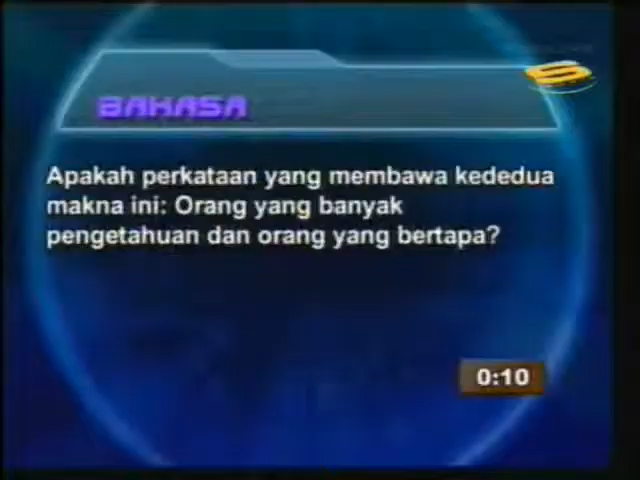 BAHASA
Apakah perkataan yang membawa kededua
makna ini: Orang yang banyak
pengetahuan dan orang yang bertapa?
0:10